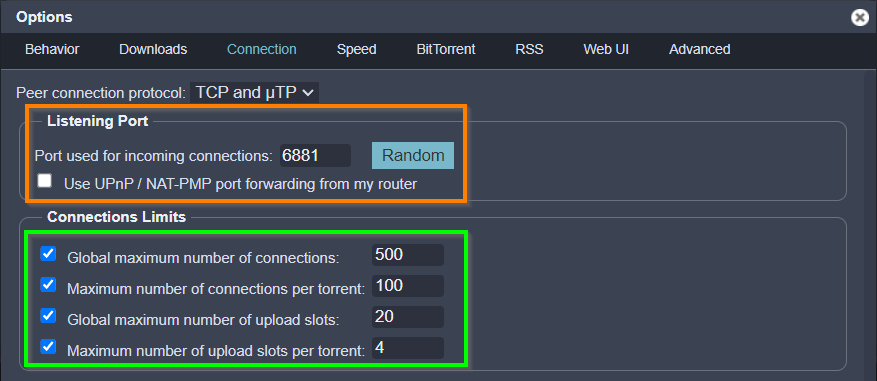 Options
Behavior Downloads Connection Speed BitTorrent RSS Web UI Advanced
Peer connection protocol: TCP and μTP
Listening Port
Port used for incoming connections: 6881 Random
Use UPnP / NAT-PMP port forwarding from my router
Connections Limits
Global maximum number of connections: 500
Maximum number of connections per torrent: 100
Global maximum number of upload slots: 20
Maximum number of upload slots per torrent: 4